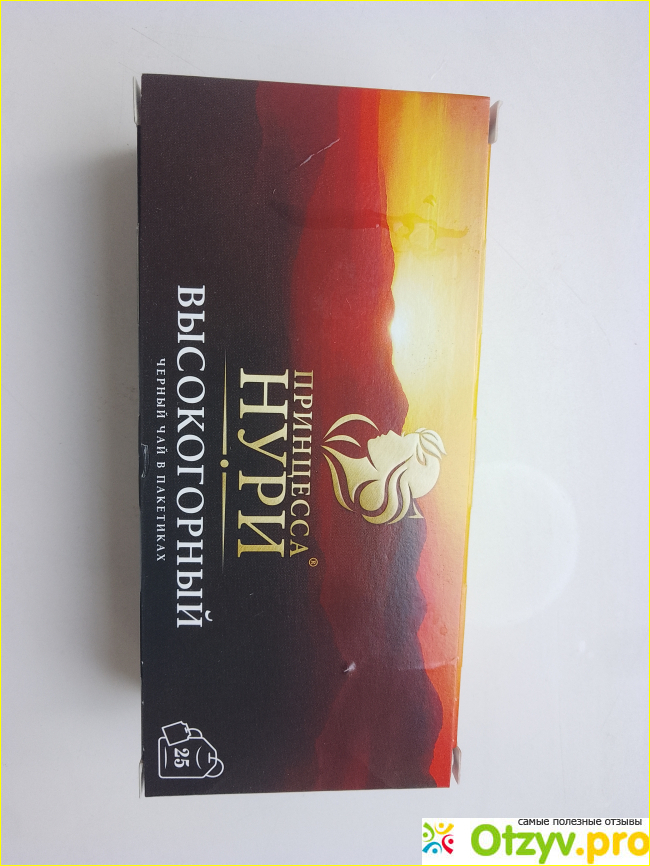 ПРИНЦЕССА
НУРИ®
ВЫСОКОГОРНЫЙ
ЧЕРНЫЙ ЧАЙ В ПАКЕТИКАХ
25
самые полезные отзывы
Otzyv.pro